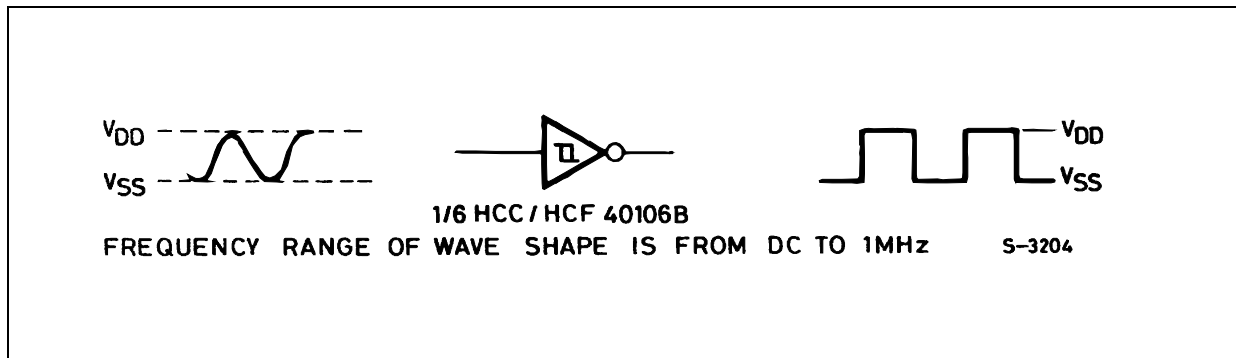 VDD
VSS
VDD
VSS
1/6 HCC / HCF 40106B
FREQUENCY RANGE OF WAVE SHAPE IS FROM DC TO 1MHz S-3204